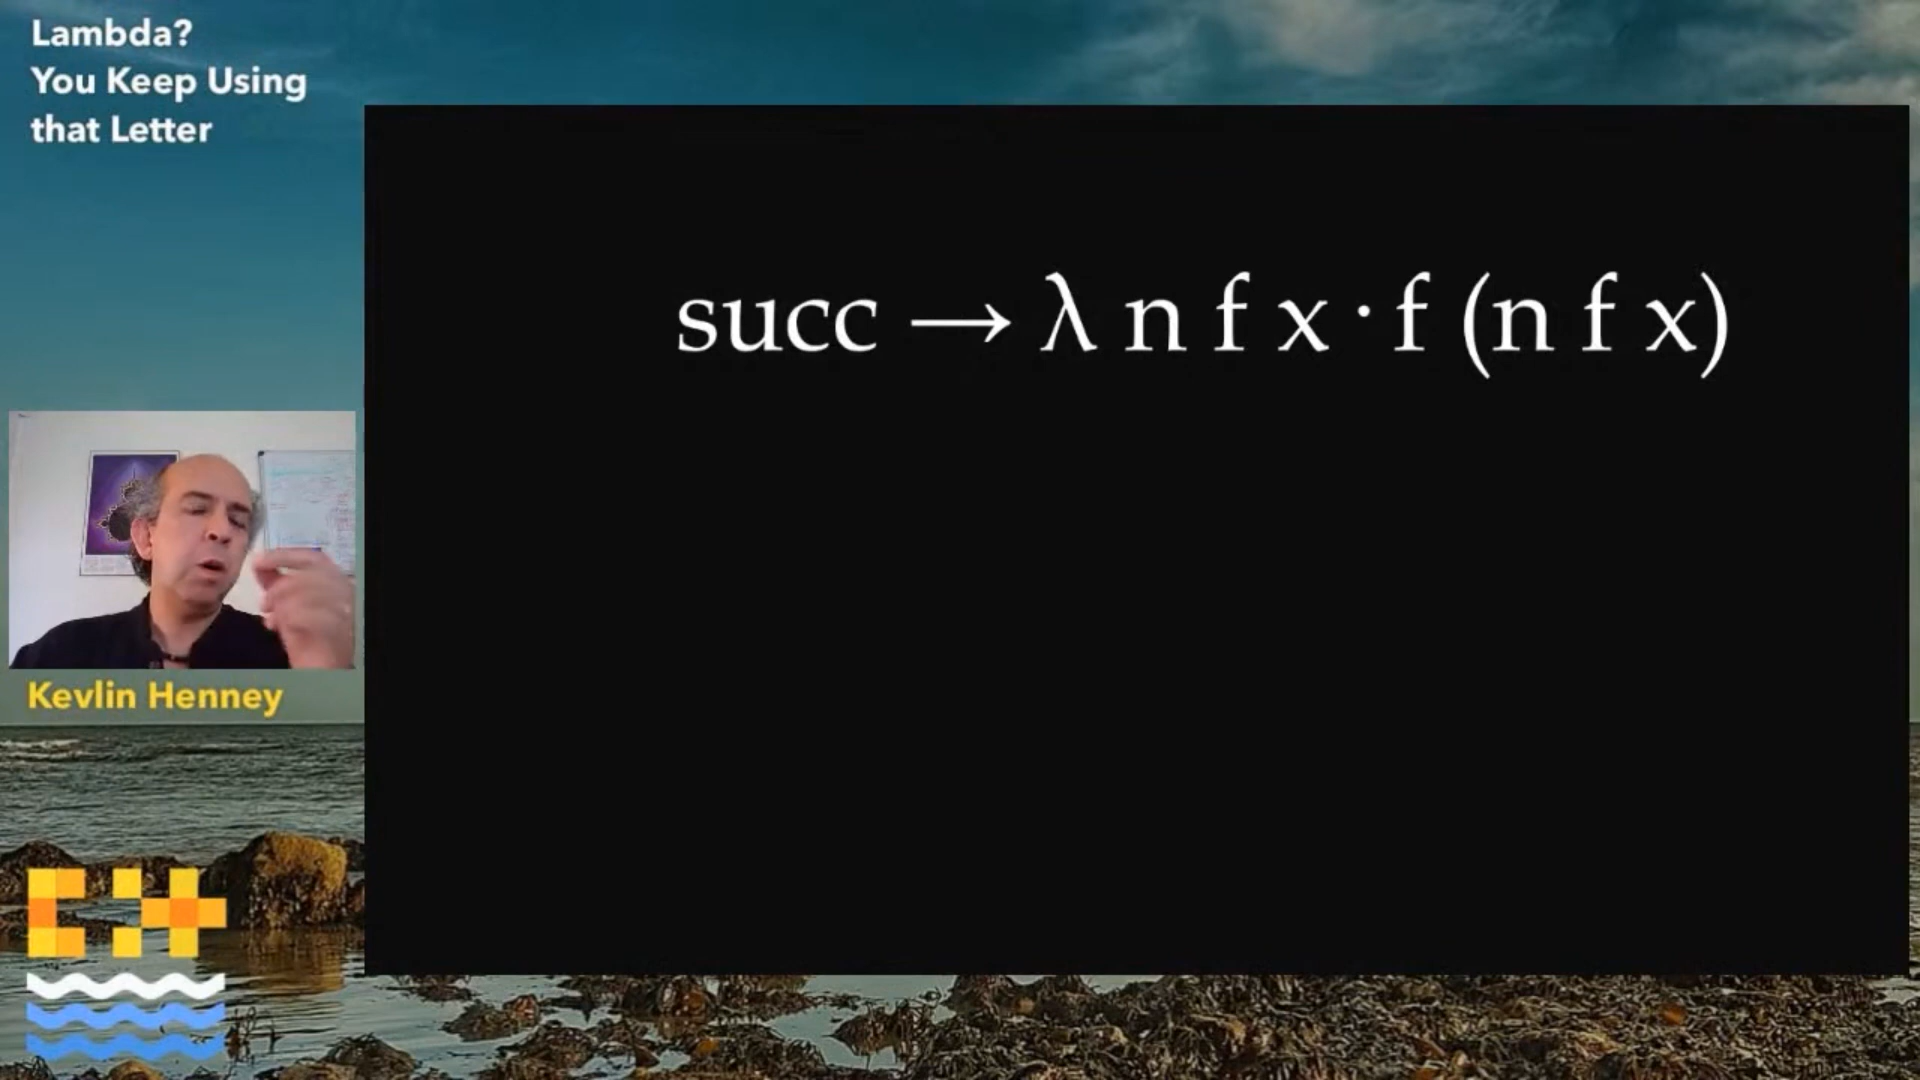 Lambda?
You Keep Using
that Letter
succ → λ n f x · f (n f x)
Kevlin Henney